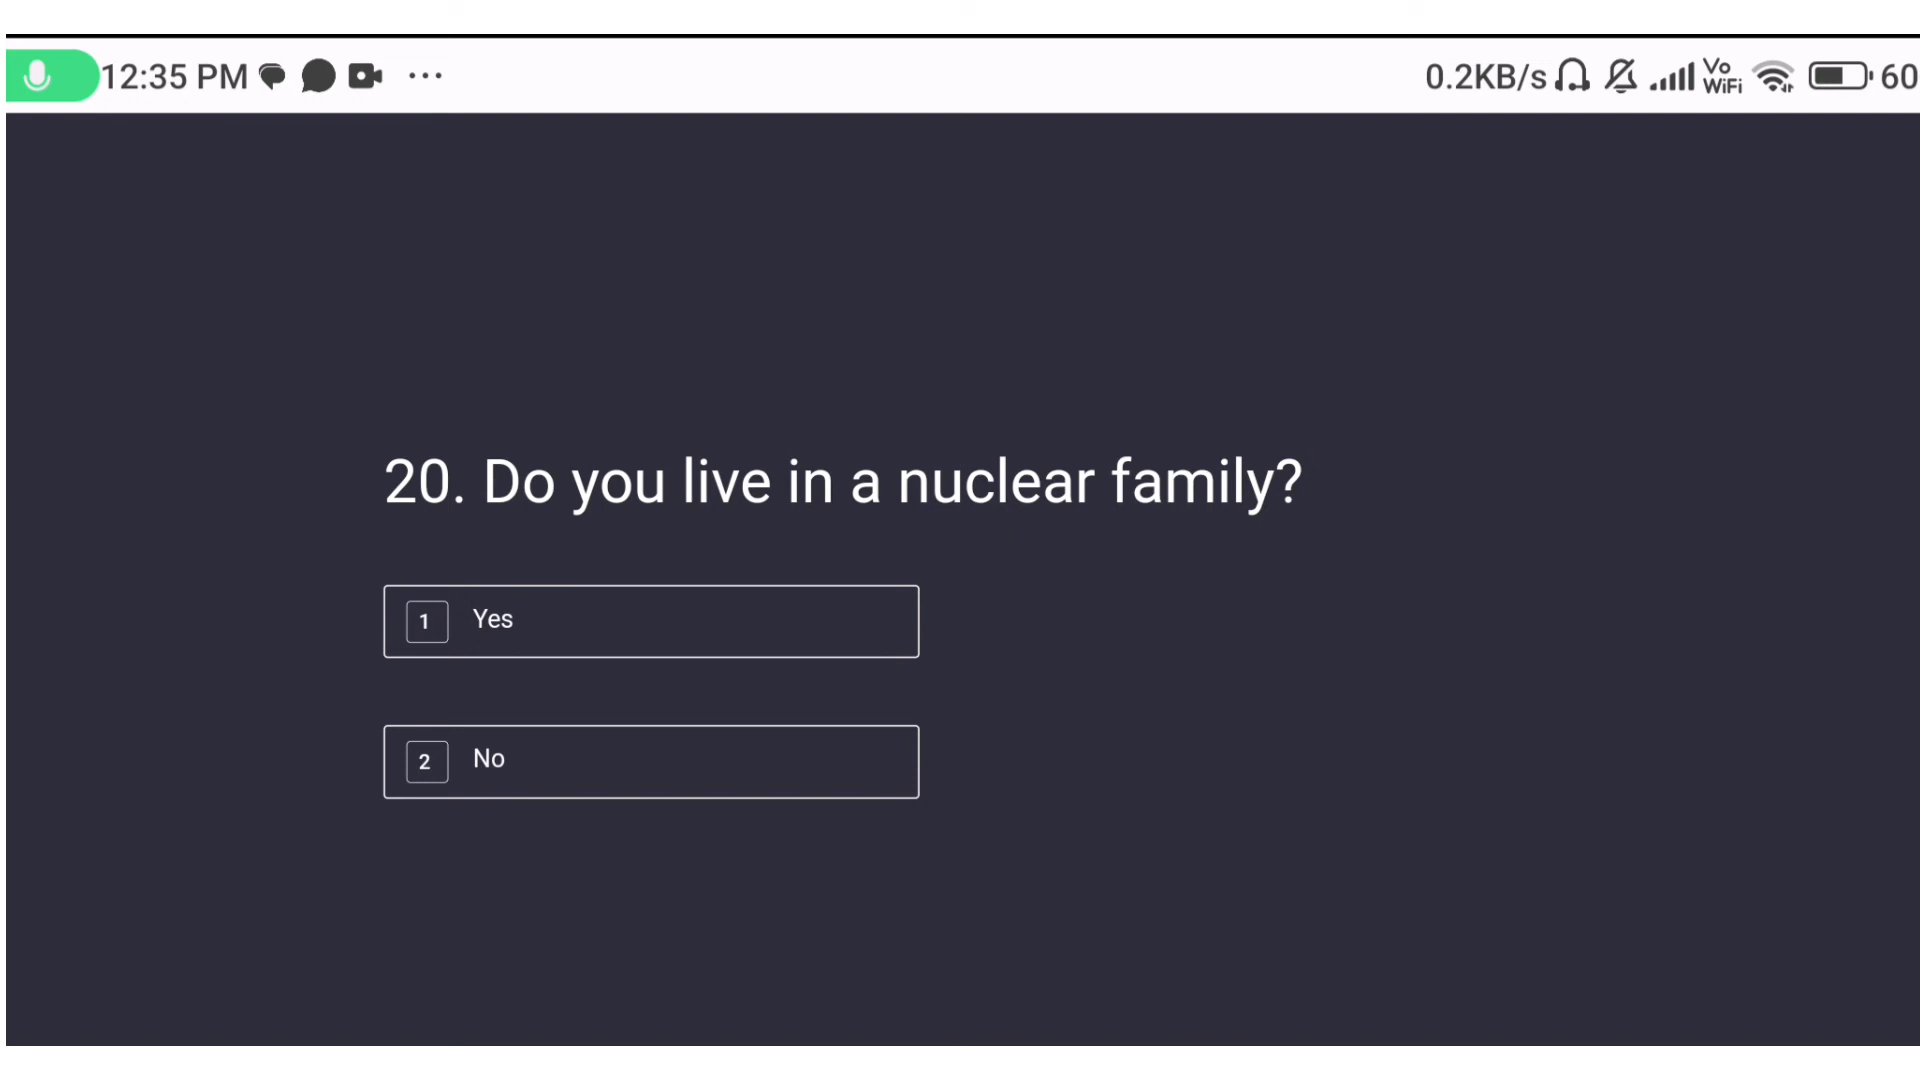 12:35 PM ... 0.2KB/s Vo WiFi 60
20. Do you live in a nuclear family?
1 Yes
2 No